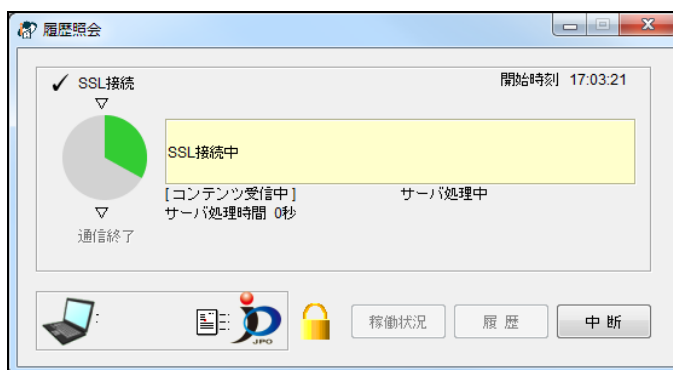 履歴照会
SSL接続
開始時刻 17:03:21
SSL接続中
[コンテンツ受信中] サーバ処理中
サーバ処理時間 0秒
通信終了
JPO
稼働状況 履歴 中断